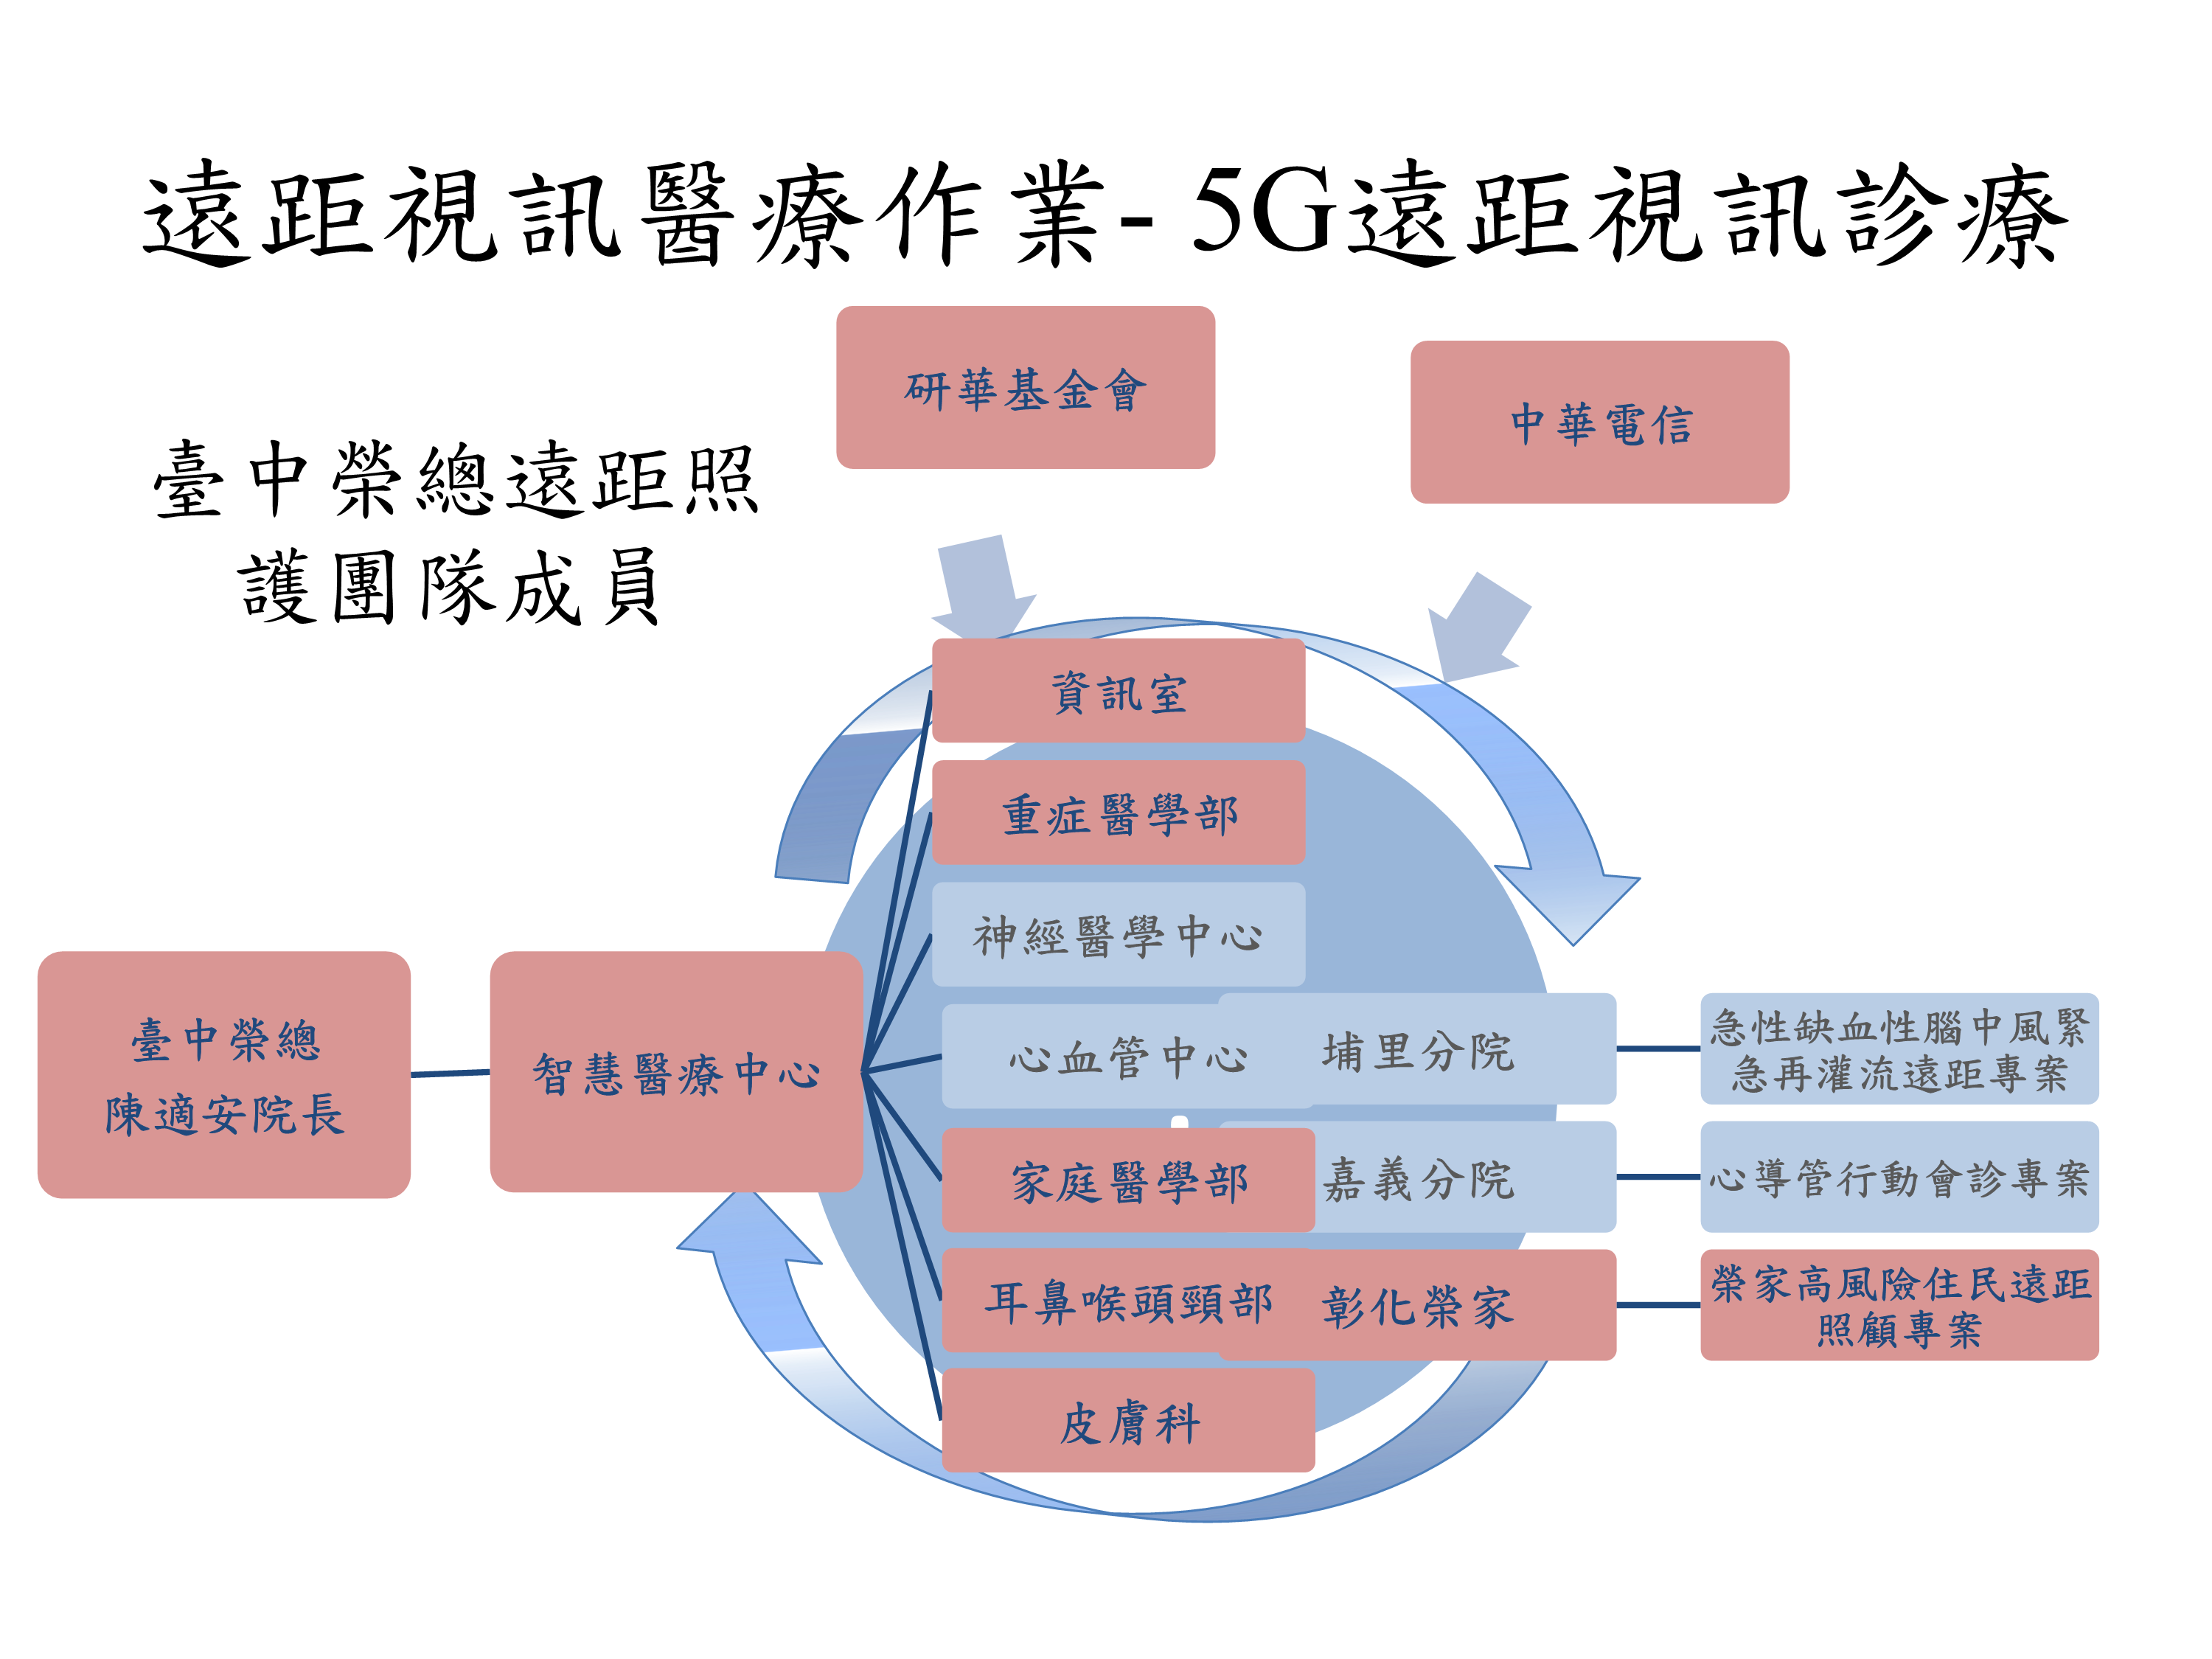 遠距視訊醫療作業- 5G遠距視訊診療
研華基金會
中華電信
臺中榮總遠距照
護團隊成員
資訊室
重症醫學部
神經醫學中心
心血管中心
家庭醫學部
耳鼻喉頭頸部
皮膚科
臺中榮總
陳適安院長
智慧醫療中心
埔里分院
嘉義分院
彰化榮家
急性缺血性腦中風緊
急再灌流遠距專案
心導管行動會診專案
榮家高風險住民遠距
照顧專案